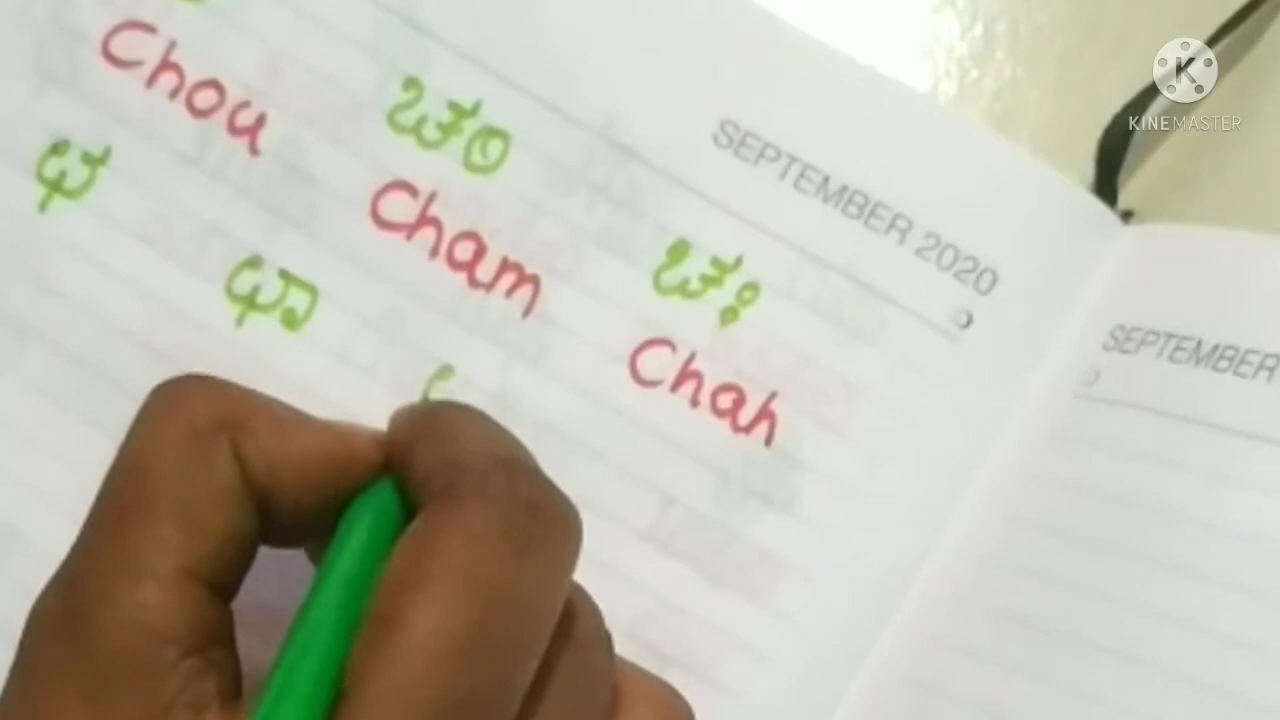 SEPTEMBER 2020
ಚಂ ಚಃ
Chou Cham Chah
ಛ ಛಾ
SEPTEMBER
KINEMASTER